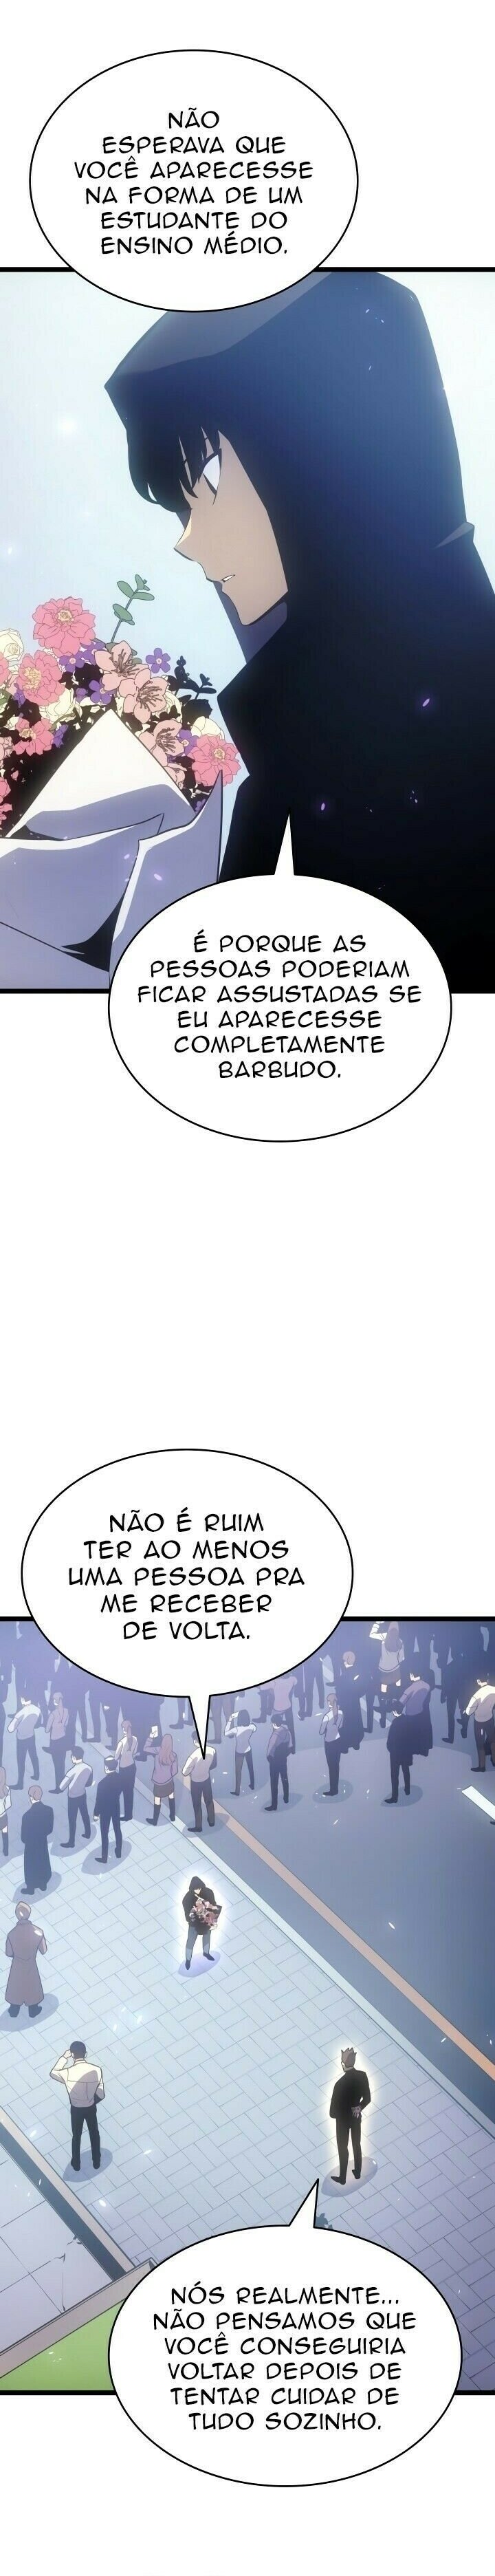 NÃO
ESPERAVA QUE
VOCÊ APARECESSE
NA FORMA DE UM
ESTUDANTE DO
ENSINO MÉDIO.
É PORQUE AS
PESSOAS PODERIAM
FICAR ASSUSTADAS SE
EU APARECESSE
COMPLETAMENTE
BARBUDO.
NÃO É RUIM
TER AO MENOS
UMA PESSOA PRA
ME RECEBER
DE VOLTA.
NÓS REALMENTE...
NÃO PENSAMOS QUE
VOCÊ CONSEGUIRIA
VOLTAR DEPOIS DE
TENTAR CUIDAR DE
TUDO SOZINHO.